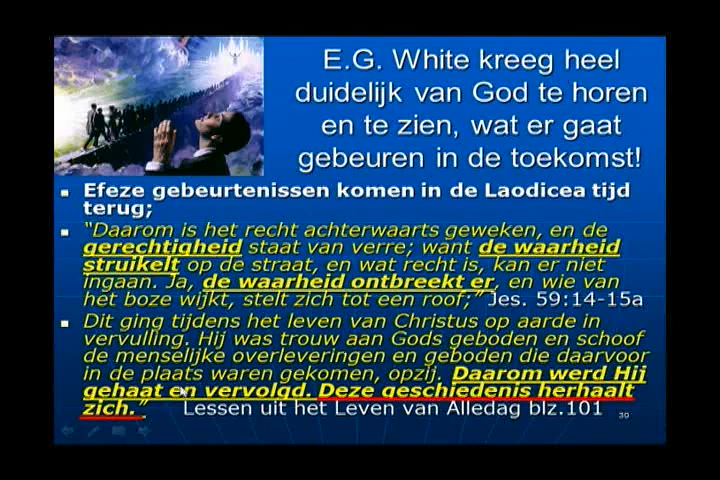 E.G. White kreeg heel
duidelijk van God te horen
en te zien, wat er gaat
gebeuren in de toekomst!
Efeze gebeurtenissen komen in de Laodicea tijd
terug;
“Daarom is het recht achterwaarts geweken, en de
gerechtigheid staat van verre; want de waarheid
struikelt op de straat, en wat recht is, kan er niet
ingaan. Ja, de waarheid ontbreekt er, en wie van
het boze wijkt, stelt zich tot een roof;” Jes. 59:14-15a
Dit ging tijdens het leven van Christus op aarde in
vervulling. Hij was trouw aan Gods geboden en schoof
de menselijke overleveringen en geboden die daarvoor
in de plaats waren gekomen, opzij. Daarom werd Hij
gehaat en vervolgd. Deze geschiedenis herhaalt
zich.” Lessen uit het Leven van Alledag blz.101
30